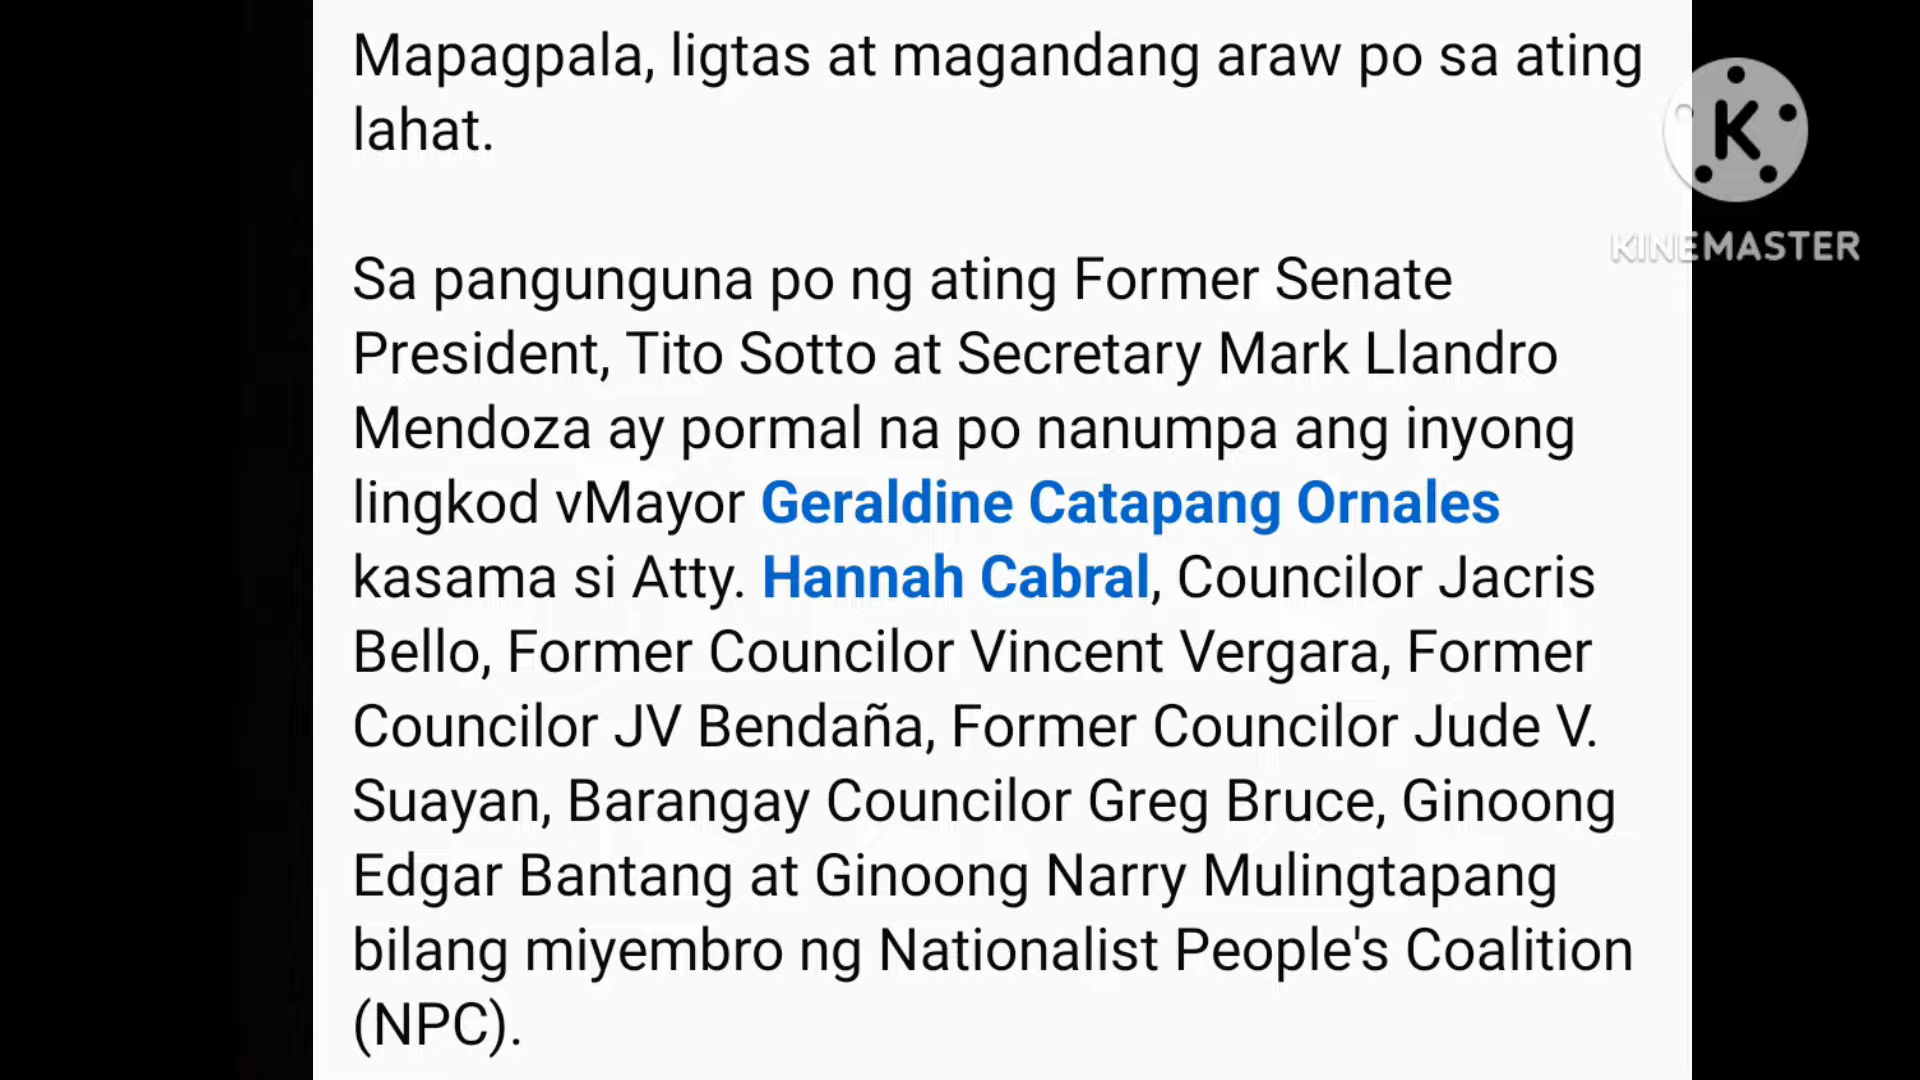 Mapagpala, ligtas at magandang araw po sa ating
lahat.
Sa pangunguna po ng ating Former Senate
President, Tito Sotto at Secretary Mark Llandro
Mendoza ay pormal na po nanumpa ang inyong
lingkod vMayor Geraldine Catapang Ornales
kasama si Atty. Hannah Cabral, Councilor Jacris
Bello, Former Councilor Vincent Vergara, Former
Councilor JV Bendaña, Former Councilor Jude V.
Suayan, Barangay Councilor Greg Bruce, Ginoong
Edgar Bantang at Ginoong Narry Mulingtapang
bilang miyembro ng Nationalist People's Coalition
(NPC).
K
KINEMASTER